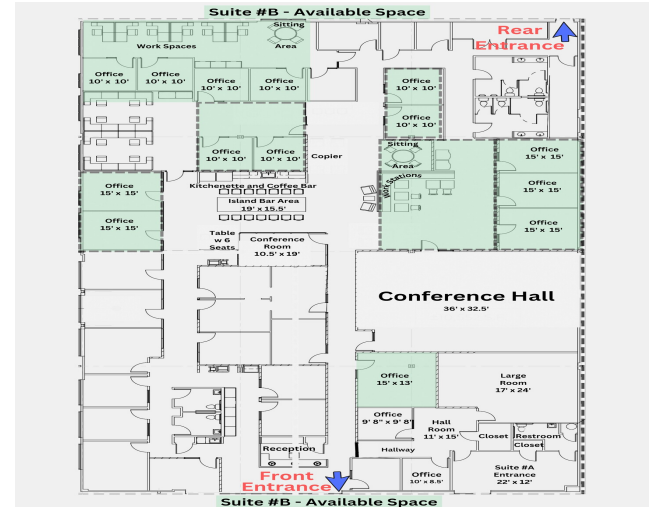 Suite #B - Available Space
Sitting
Area
Work Spaces
Rear
Entrance
Office
10' x 10'
Office
10' x 10'
Office
10' x 10'
Office
10' x 10'
Office
10' x 10'
Office
10' x 10'
Office
10' x 10'
Office
10' x 10'
Copier
Sitting
Area
Work Stations
Office
15' x 15'
Office
15' x 15'
Office
15' x 15'
Office
15' x 15'
Office
15' x 15'
Kitchenette and Coffee Bar
Island Bar Area
19' x 15.5'
Table
w 6
Seats
Conference
Room
10.5' x 19'
Conference Hall
36' x 32.5'
Office
15' x 13'
Large
Room
17' x 24'
Office
9' 8" x 9' 8"
Hall
Room
11' x 15'
Closet
Restroom
Closet
Hallway
Reception
Office
10' x 8.5'
Suite #A
Entrance
22' x 12'
Front
Entrance
Suite #B - Available Space